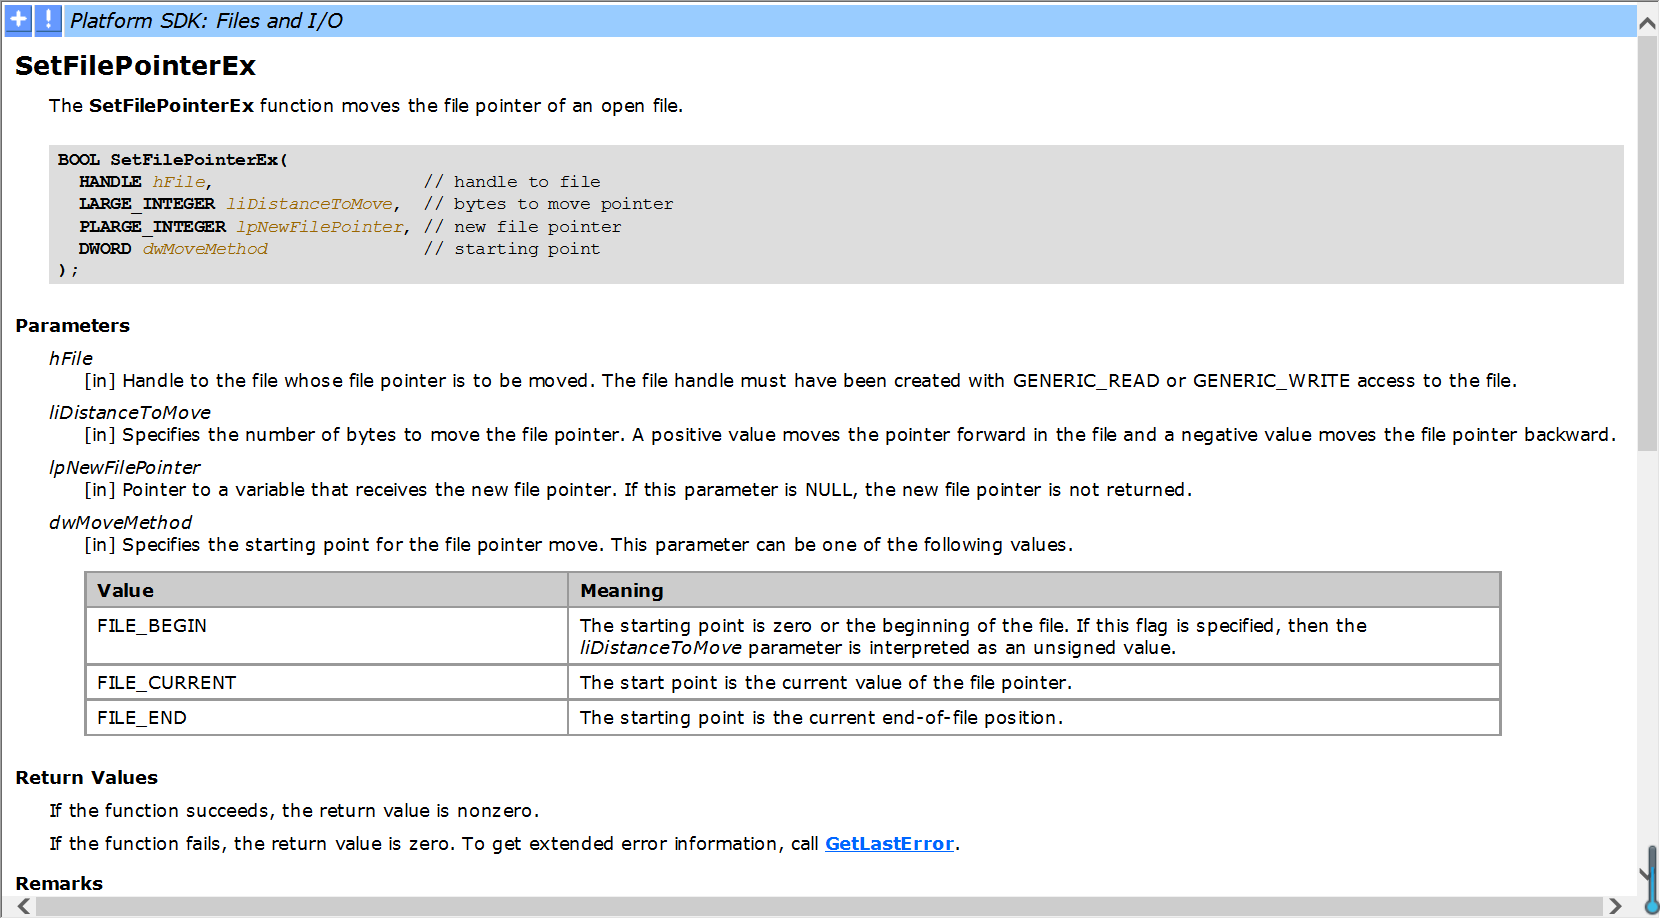 Platform SDK: Files and I/O
SetFilePointerEx
The SetFilePointerEx function moves the file pointer of an open file.
BOOL SetFilePointerEx(
  HANDLE hFile,                    // handle to file
  LARGE_INTEGER liDistanceToMove,  // bytes to move pointer
  PLARGE_INTEGER lpNewFilePointer, // new file pointer
  DWORD dwMoveMethod               // starting point
);
Parameters
hFile
[in] Handle to the file whose file pointer is to be moved. The file handle must have been created with GENERIC_READ or GENERIC_WRITE access to the file.
liDistanceToMove
[in] Specifies the number of bytes to move the file pointer. A positive value moves the pointer forward in the file and a negative value moves the file pointer backward.
lpNewFilePointer
[in] Pointer to a variable that receives the new file pointer. If this parameter is NULL, the new file pointer is not returned.
dwMoveMethod
[in] Specifies the starting point for the file pointer move. This parameter can be one of the following values.
Value Meaning
FILE_BEGIN The starting point is zero or the beginning of the file. If this flag is specified, then the
liDistanceToMove parameter is interpreted as an unsigned value.
FILE_CURRENT The start point is the current value of the file pointer.
FILE_END The starting point is the current end-of-file position.
Return Values
If the function succeeds, the return value is nonzero.
If the function fails, the return value is zero. To get extended error information, call GetLastError.
Remarks